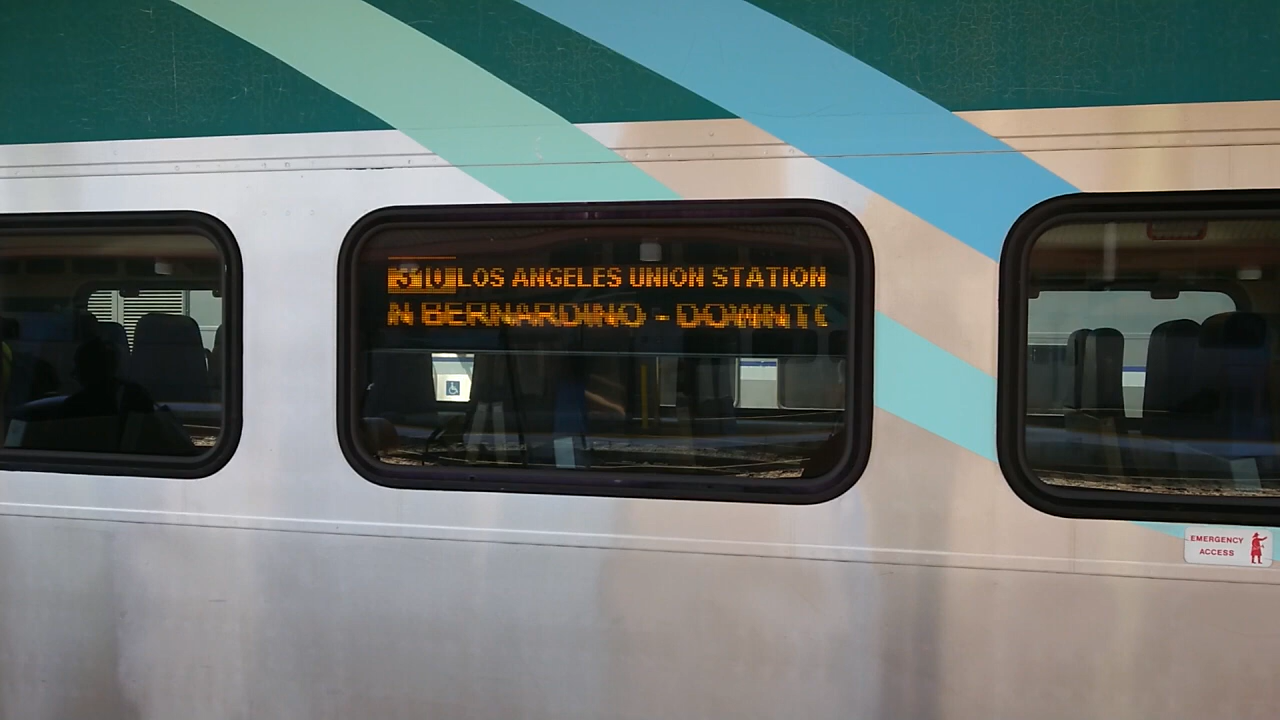 LOS ANGELES UNION STATION
N BERNARDINO - DOWNT
EMERGENCY
ACCESS